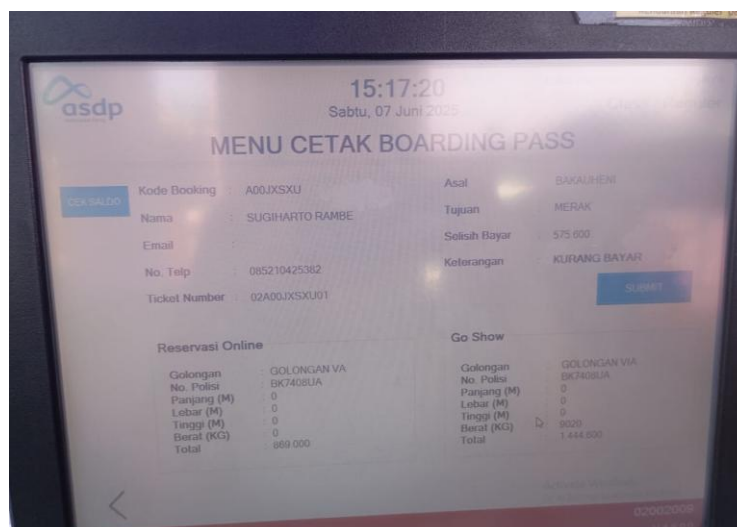 asdp
15:17:20
Sabtu, 07 Juni 2025
MENU CETAK BOARDING PASS
CEK SALDO
Kode Booking : A00JXSXU
Nama : SUGIHARTO RAMBE
Email :
No. Telp : 085210425382
Ticket Number : 02A00JXSXU01
Asal : BAKAUHENI
Tujuan : MERAK
Selisih Bayar : 575.600
Keterangan : KURANG BAYAR
SUBMIT
Reservasi Online
Golongan : GOLONGAN VA
No. Polisi : BK7408UA
Panjang (M) : 0
Lebar (M) : 0
Tinggi (M) : 0
Berat (KG) : 0
Total : 869.000
Go Show
Golongan : GOLONGAN VIA
No. Polisi : BK7408UA
Panjang (M) : 0
Lebar (M) : 0
Tinggi (M) : 0
Berat (KG) : 9020
Total : 1.444.600
Activate Windows
02002009